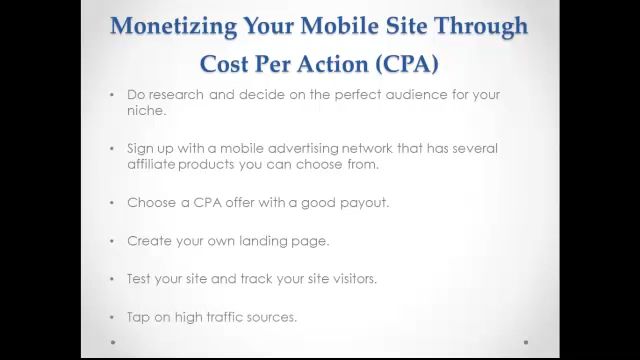 Monetizing Your Mobile Site Through
Cost Per Action (CPA)
• Do research and decide on the perfect audience for your
niche.
• Sign up with a mobile advertising network that has several
affiliate products you can choose from.
• Choose a CPA offer with a good payout.
• Create your own landing page.
• Test your site and track your site visitors.
• Tap on high traffic sources.